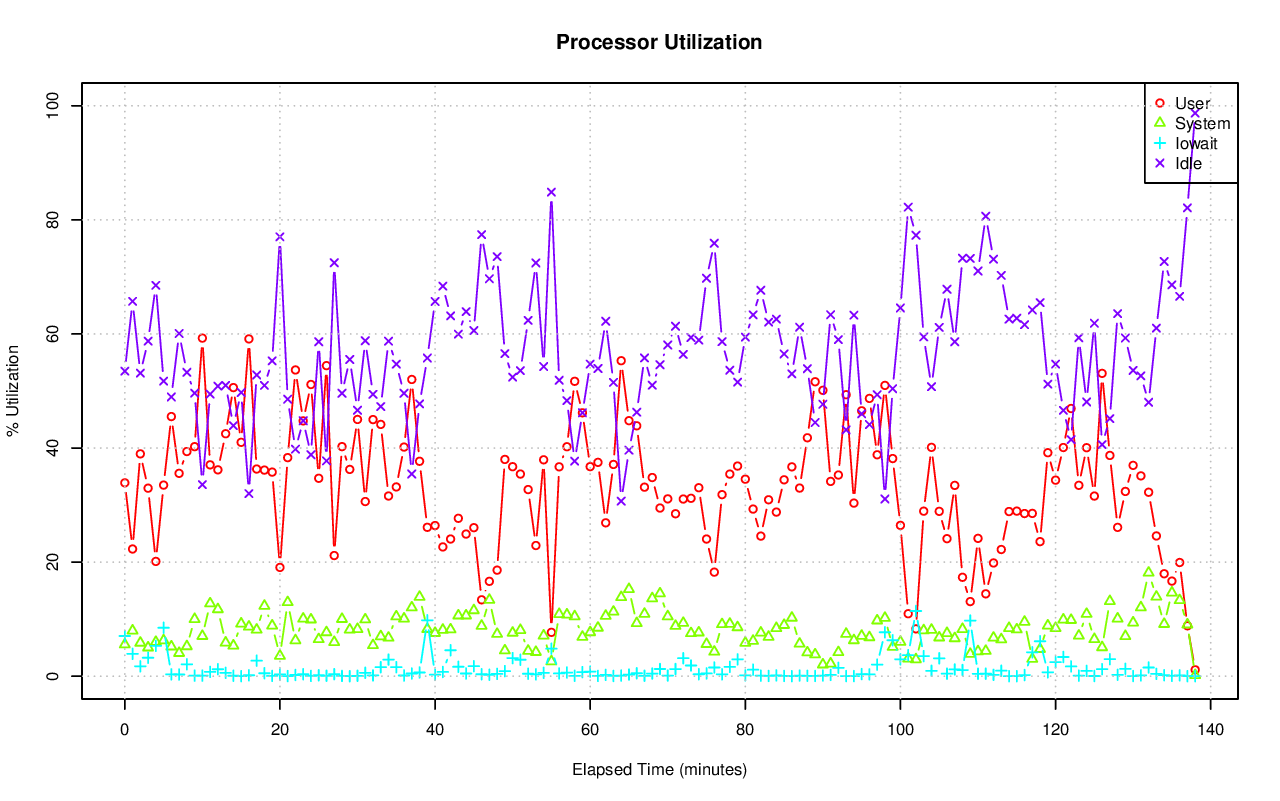 Processor Utilization
% Utilization
100
80
60
40
20
0
User
System
Iowait
Idle
0 20 40 60 80 100 120 140
Elapsed Time (minutes)